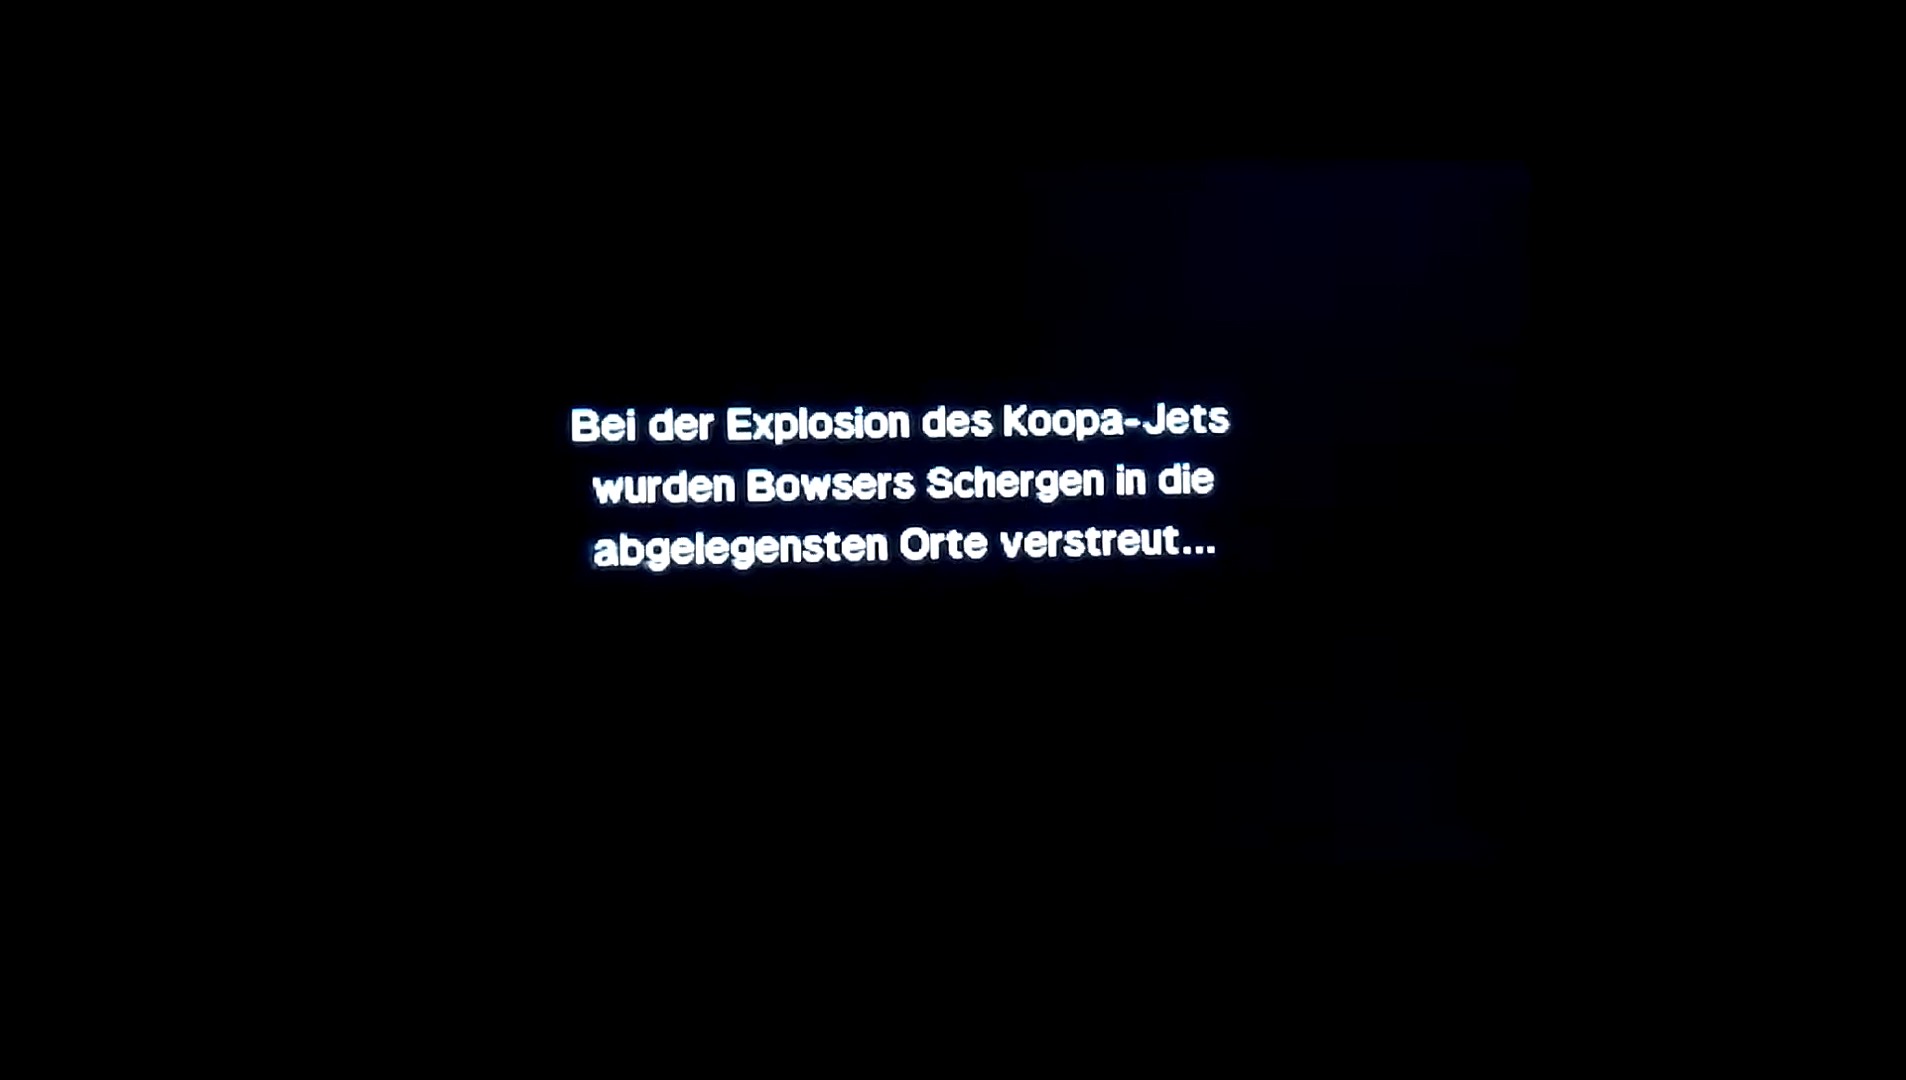 Bei der Explosion des Koopa-Jets
wurden Bowsers Schergen in die
abgelegensten Orte verstreut...